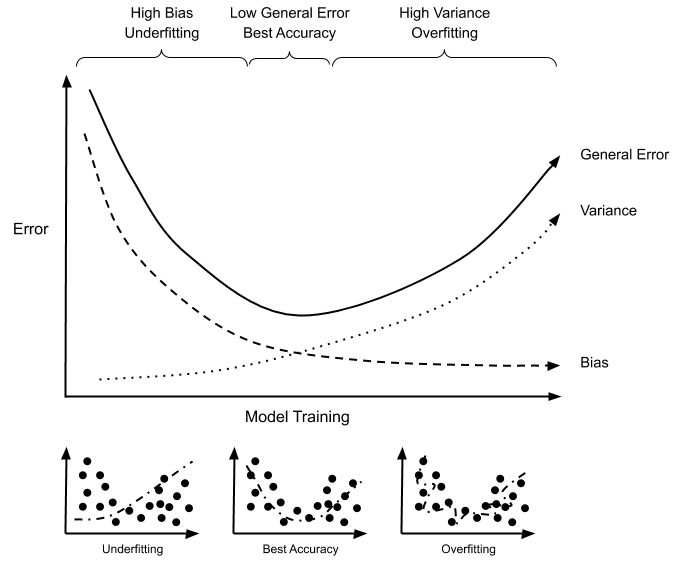 High Bias
Underfitting
Low General Error
Best Accuracy
High Variance
Overfitting
General Error
Variance
Error
Bias
Model Training
Underfitting
Best Accuracy
Overfitting